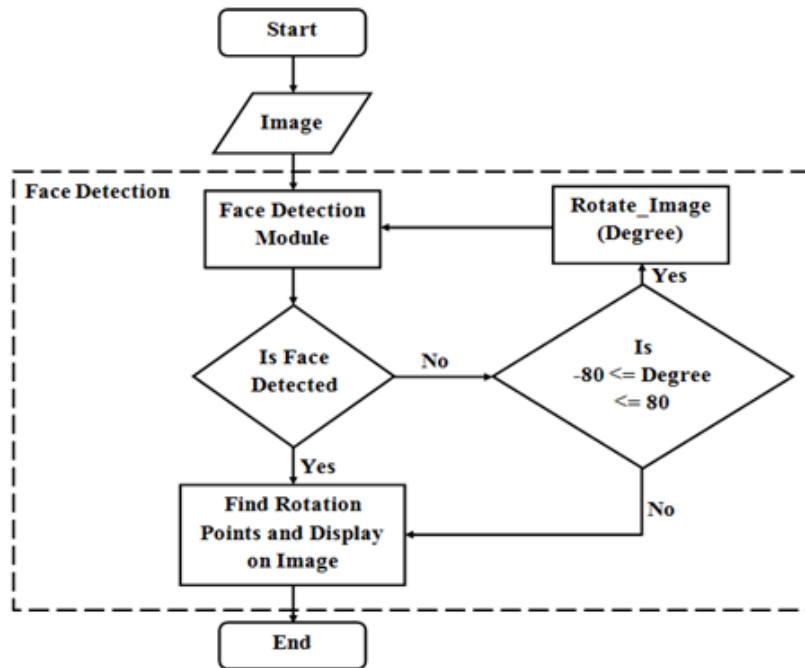 Start
Image
Face Detection
Face Detection
Module
Rotate_Image
(Degree)
Yes
Is Face
Detected
No
Is
-80 <= Degree
<= 80
Yes
No
Find Rotation
Points and Display
on Image
End